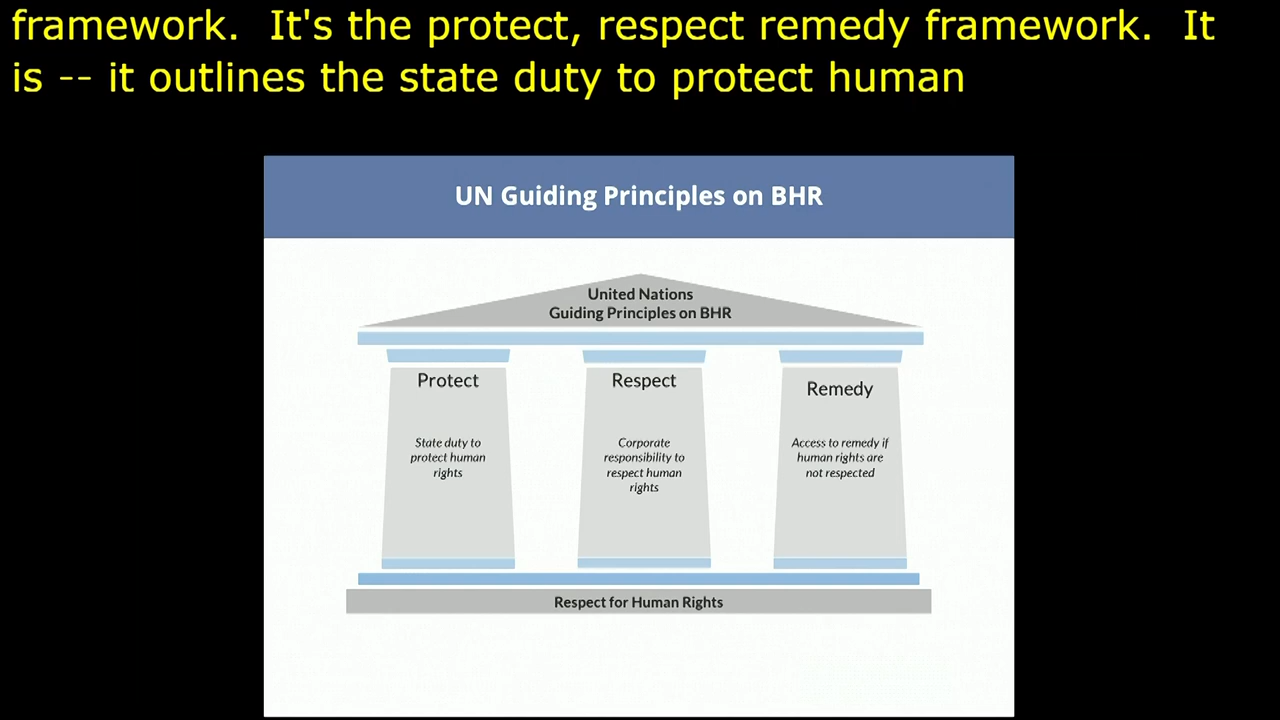 framework.  It's the protect, respect remedy framework.  It
is -- it outlines the state duty to protect human
UN Guiding Principles on BHR
United Nations
Guiding Principles on BHR
Protect
State duty to
protect human
rights
Respect
Corporate
responsibility to
respect human
rights
Remedy
Access to remedy if
human rights are
not respected
Respect for Human Rights